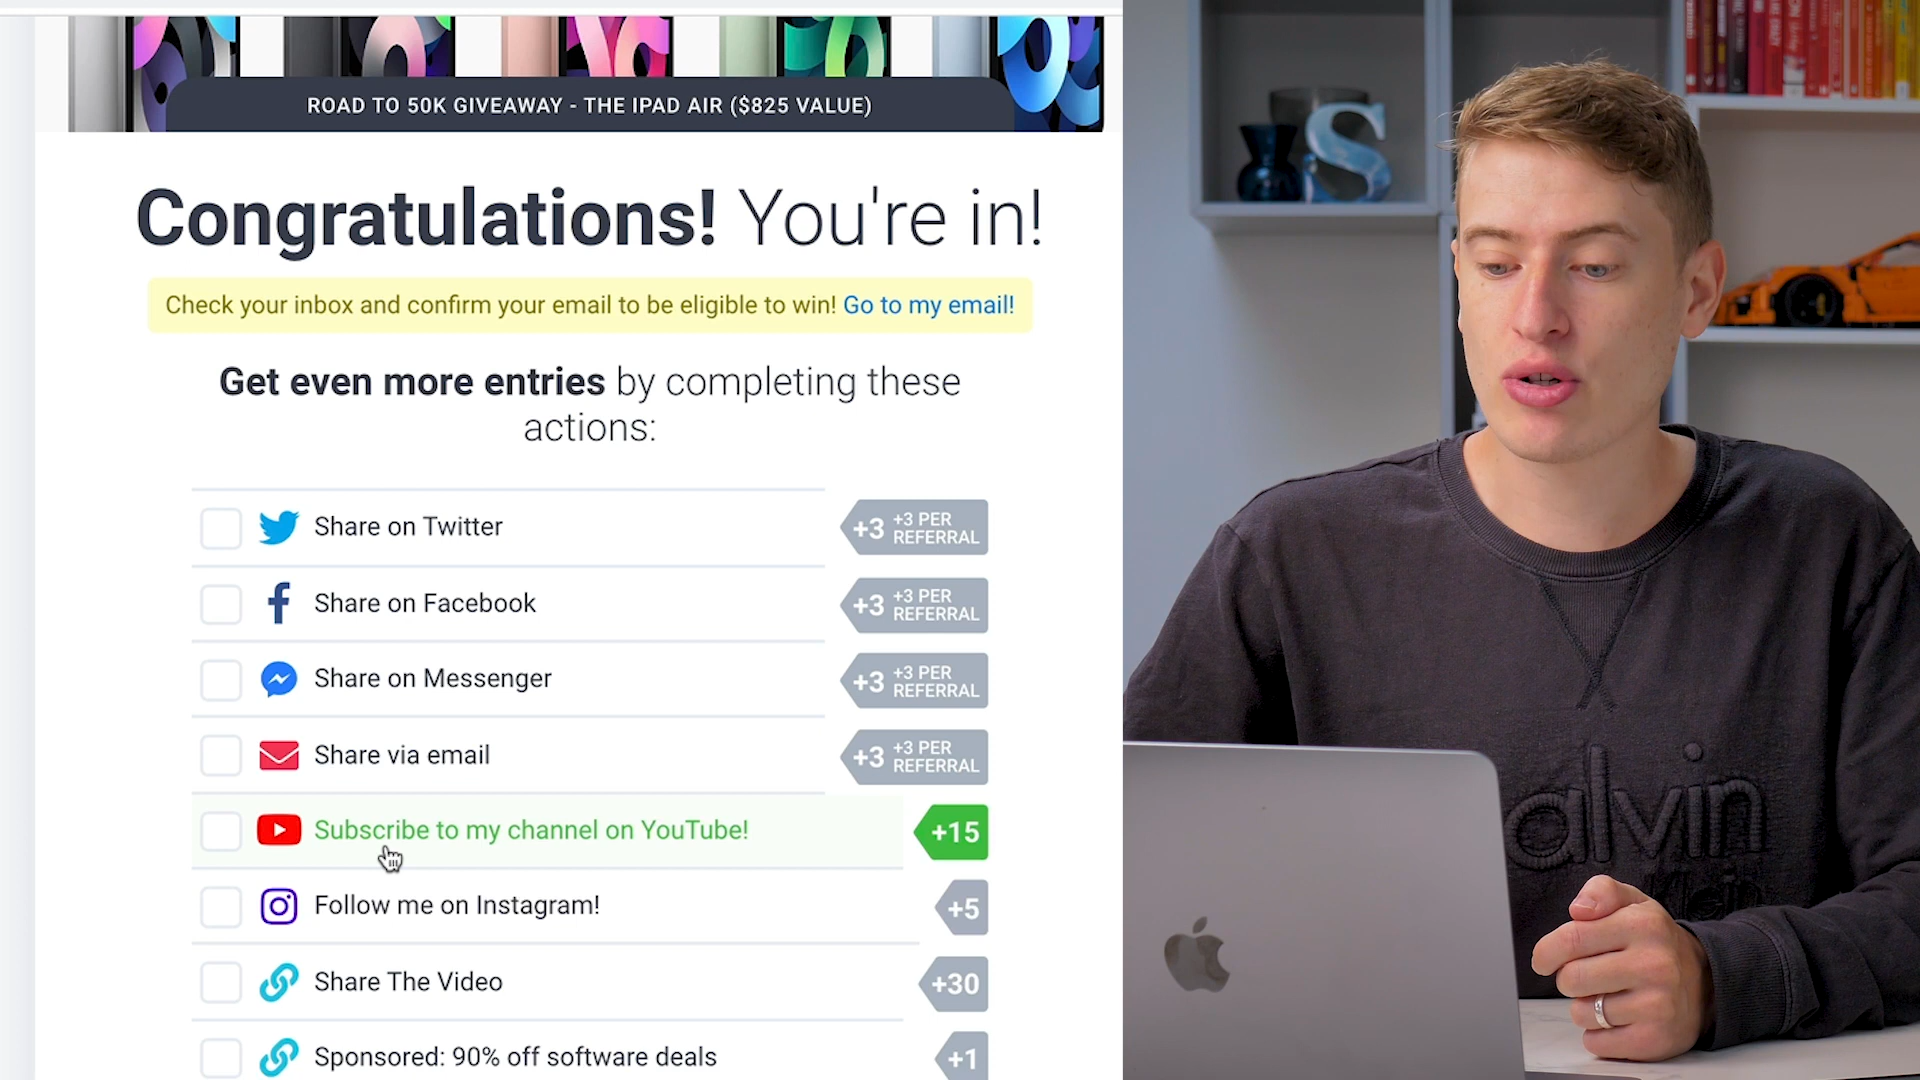 ROAD TO 50K GIVEAWAY - THE IPAD AIR ($825 VALUE)
Congratulations! You're in!
Check your inbox and confirm your email to be eligible to win! Go to my email!
Get even more entries by completing these
actions:
Share on Twitter
+3 +3 PER
REFERRAL
Share on Facebook
+3 +3 PER
REFERRAL
Share on Messenger
+3 +3 PER
REFERRAL
Share via email
+3 +3 PER
REFERRAL
Subscribe to my channel on YouTube!
+15
Follow me on Instagram!
+5
Share The Video
+30
Sponsored: 90% off software deals
+1
S
alvin
Klein